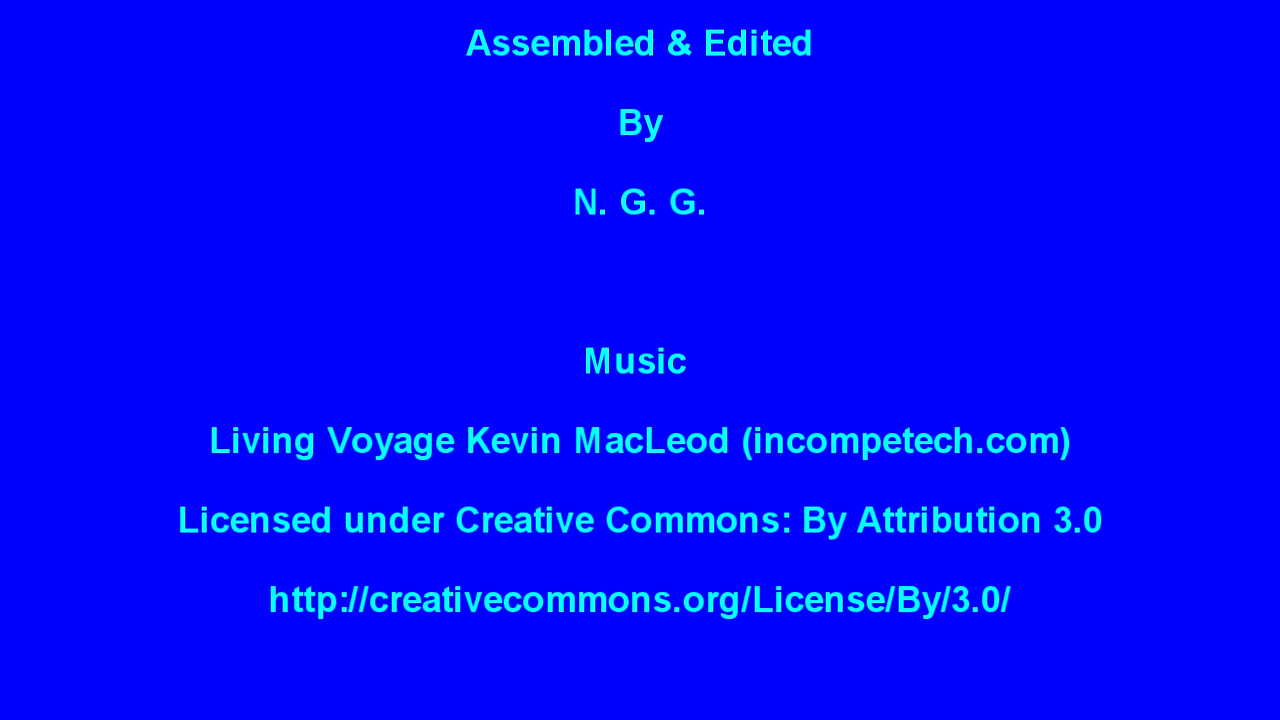 Assembled & Edited
By
N. G. G.
Music
Living Voyage Kevin MacLeod (incompetech.com)
Licensed under Creative Commons: By Attribution 3.0
http://creativecommons.org/License/By/3.0/